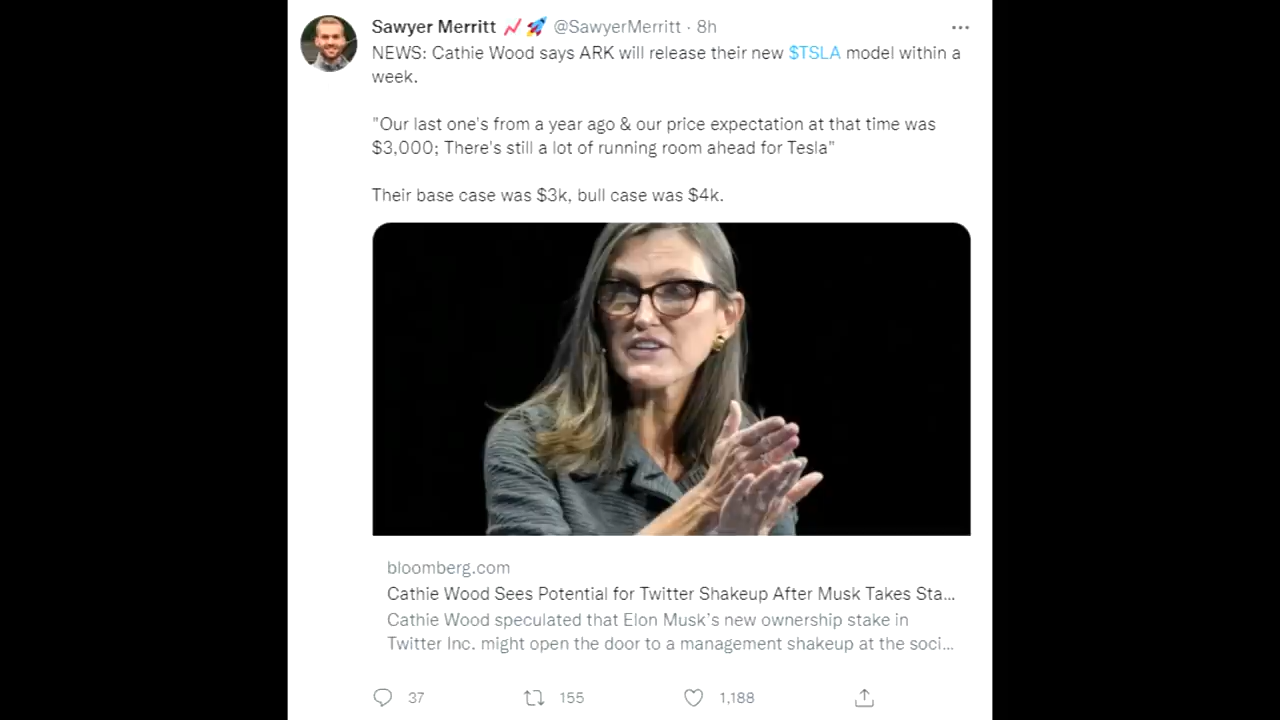 Sawyer Merritt 📈 🚀 @SawyerMerritt · 8h
NEWS: Cathie Wood says ARK will release their new $TSLA model within a
week.
"Our last one's from a year ago & our price expectation at that time was
$3,000; There's still a lot of running room ahead for Tesla"
Their base case was $3k, bull case was $4k.
bloomberg.com
Cathie Wood Sees Potential for Twitter Shakeup After Musk Takes Sta...
Cathie Wood speculated that Elon Musk's new ownership stake in
Twitter Inc. might open the door to a management shakeup at the soci...
37 155 1,188